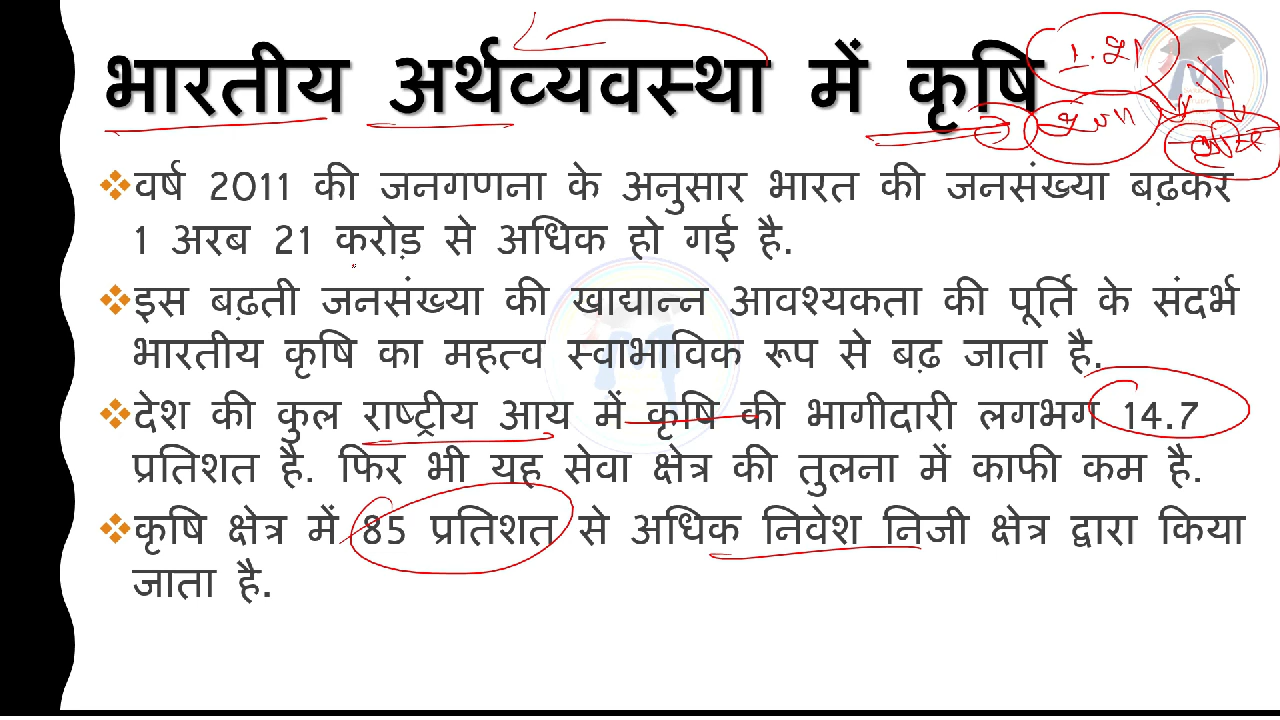 भारतीय अर्थव्यवस्था में कृषि
1.21
❖वर्ष 2011 की जनगणना के अनुसार भारत की जनसंख्या बढ़कर
1 अरब 21 करोड़ से अधिक हो गई है.
❖इस बढ़ती जनसंख्या की खाद्यान्न आवश्यकता की पूर्ति के संदर्भ
भारतीय कृषि का महत्व स्वाभाविक रूप से बढ़ जाता है.
❖देश की कुल राष्ट्रीय आय में कृषि की भागीदारी लगभग 14.7
प्रतिशत है. फिर भी यह सेवा क्षेत्र की तुलना में काफी कम है.
❖कृषि क्षेत्र में 85 प्रतिशत से अधिक निवेश निजी क्षेत्र द्वारा किया
जाता है.